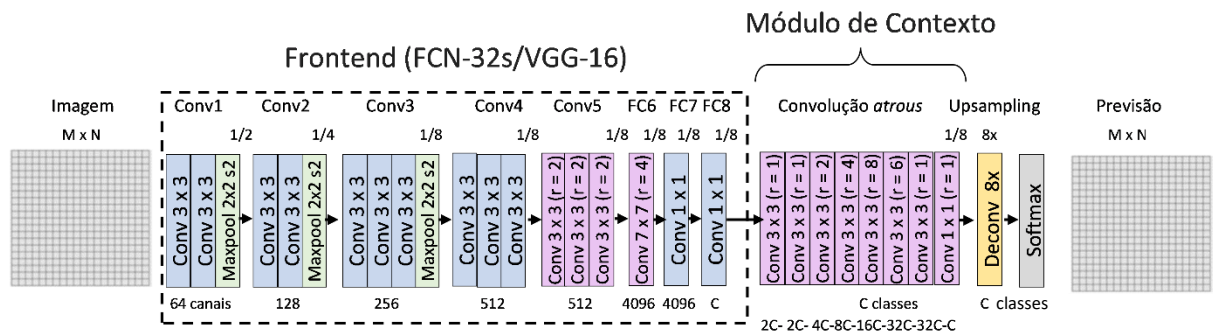 Módulo de Contexto
Frontend (FCN-32s/VGG-16)
Imagem
Conv1
Conv2
Conv3
Conv4
Conv5
FC6
FC7
FC8
Convolução atrous
Upsampling
Previsão
M x N
1/2
1/4
1/8
1/8
1/8
1/8
1/8
1/8
1/8
8x
M x N
Conv 3 x 3
Conv 3 x 3
Maxpool 2x2 s2
Conv 3 x 3
Conv 3 x 3
Maxpool 2x2 s2
Conv 3 x 3
Conv 3 x 3
Conv 3 x 3
Maxpool 2x2 s2
Conv 3 x 3
Conv 3 x 3
Conv 3 x 3
Conv 3 x 3 (r = 2)
Conv 3 x 3 (r = 2)
Conv 3 x 3 (r = 2)
Conv 7 x 7 (r = 4)
Conv 1 x 1
Conv 1 x 1
Conv 3 x 3 (r = 1)
Conv 3 x 3 (r = 1)
Conv 3 x 3 (r = 2)
Conv 3 x 3 (r = 4)
Conv 3 x 3 (r = 8)
Conv 3 x 3 (r = 6)
Conv 3 x 3 (r = 1)
Conv 1 x 1 (r = 1)
Deconv 8x
Softmax
64 canais
128
256
512
512
4096
4096
C
C classes
C classes
2C- 2C- 4C-8C-16C-32C-32C-C